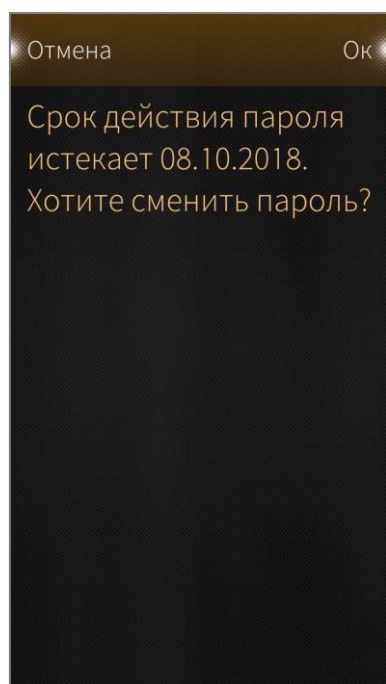 Отмена Ок
Срок действия пароля
истекает 08.10.2018.
Хотите сменить пароль?